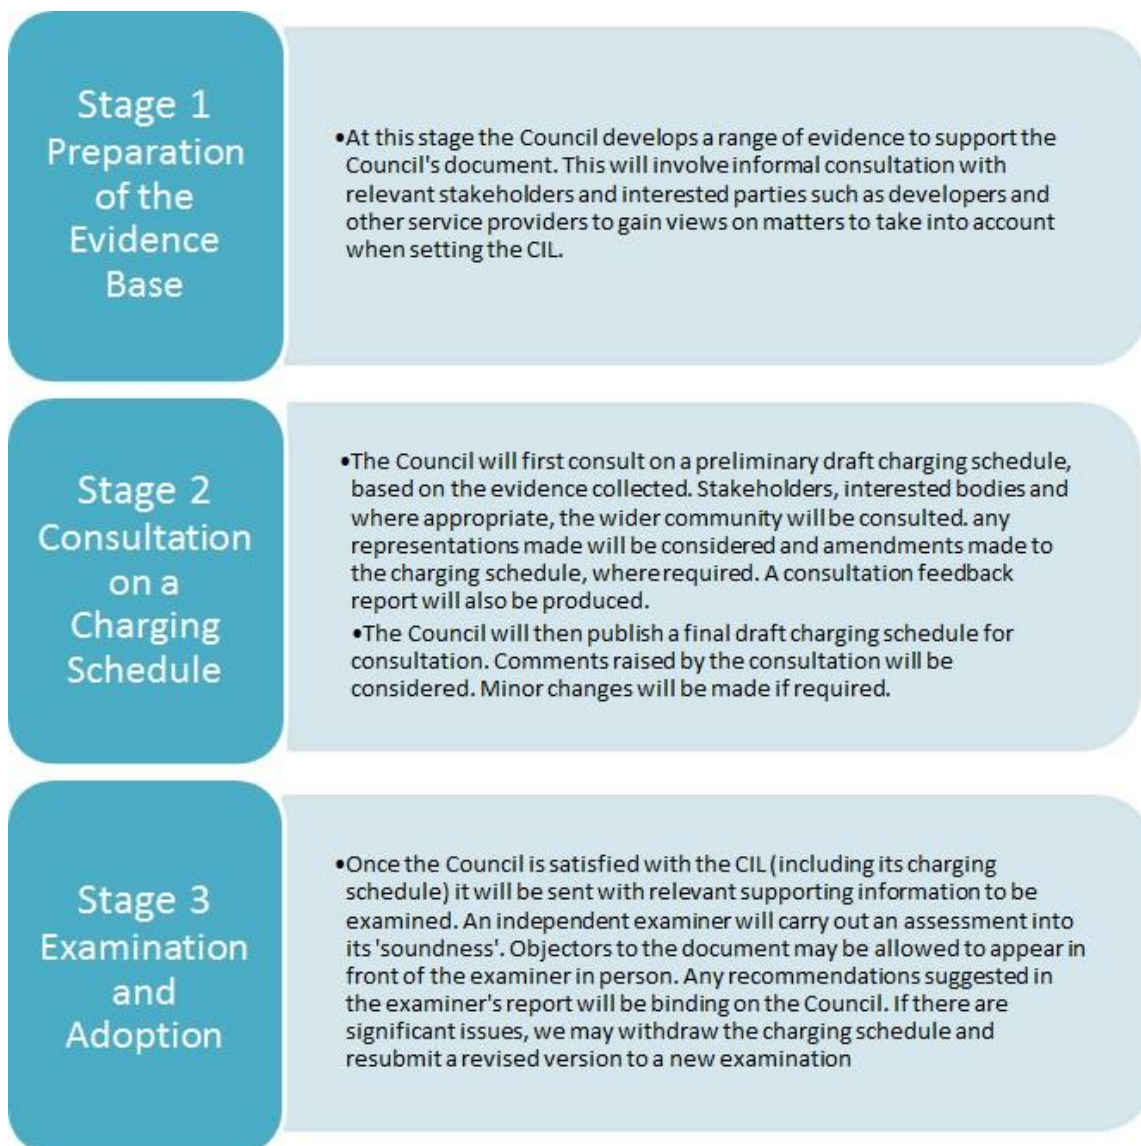 Stage 1
Preparation
of the
Evidence
Base
•At this stage the Council develops a range of evidence to support the
Council's document. This will involve informal consultation with
relevant stakeholders and interested parties such as developers and
other service providers to gain views on matters to take into account
when setting the CIL.
Stage 2
Consultation
on a
Charging
Schedule
•The Council will first consult on a preliminary draft charging schedule,
based on the evidence collected. Stakeholders, interested bodies and
where appropriate, the wider community will be consulted. any
representations made will be considered and amendments made to
the charging schedule, where required. A consultation feedback
report will also be produced.
•The Council will then publish a final draft charging schedule for
consultation. Comments raised by the consultation will be
considered. Minor changes will be made if required.
Stage 3
Examination
and
Adoption
•Once the Council is satisfied with the CIL (including its charging
schedule) it will be sent with relevant supporting information to be
examined. An independent examiner will carry out an assessment into
its 'soundness'. Objectors to the document may be allowed to appear in
front of the examiner in person. Any recommendations suggested in
the examiner's report will be binding on the Council. If there are
significant issues, we may withdraw the charging schedule and
resubmit a revised version to a new examination